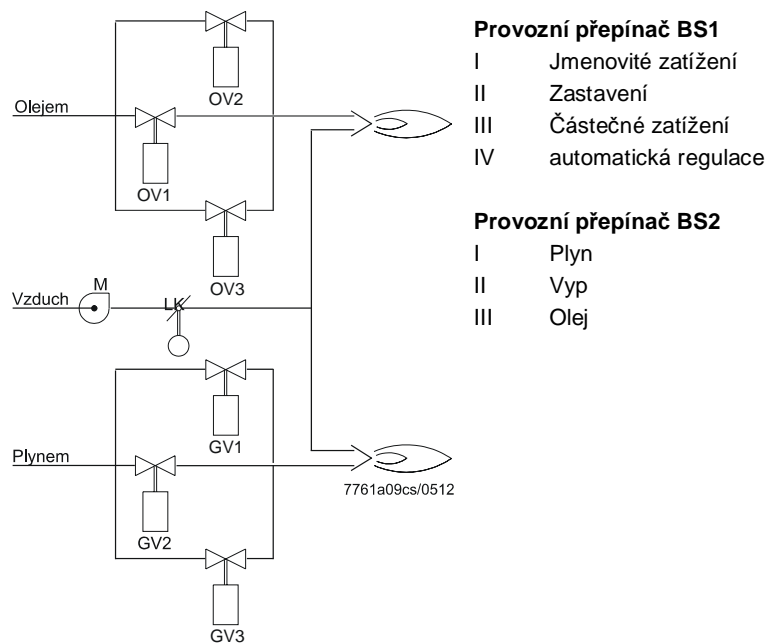 OV2
Olejem
OV1
OV3
M
Vzduch
LK
GV1
Plynem
7761a09cs/0512
GV2
GV3
Provozní přepínač BS1
I Jmenovité zatížení
II Zastavení
III Částečné zatížení
IV automatická regulace
Provozní přepínač BS2
I Plyn
II Vyp
III Olej